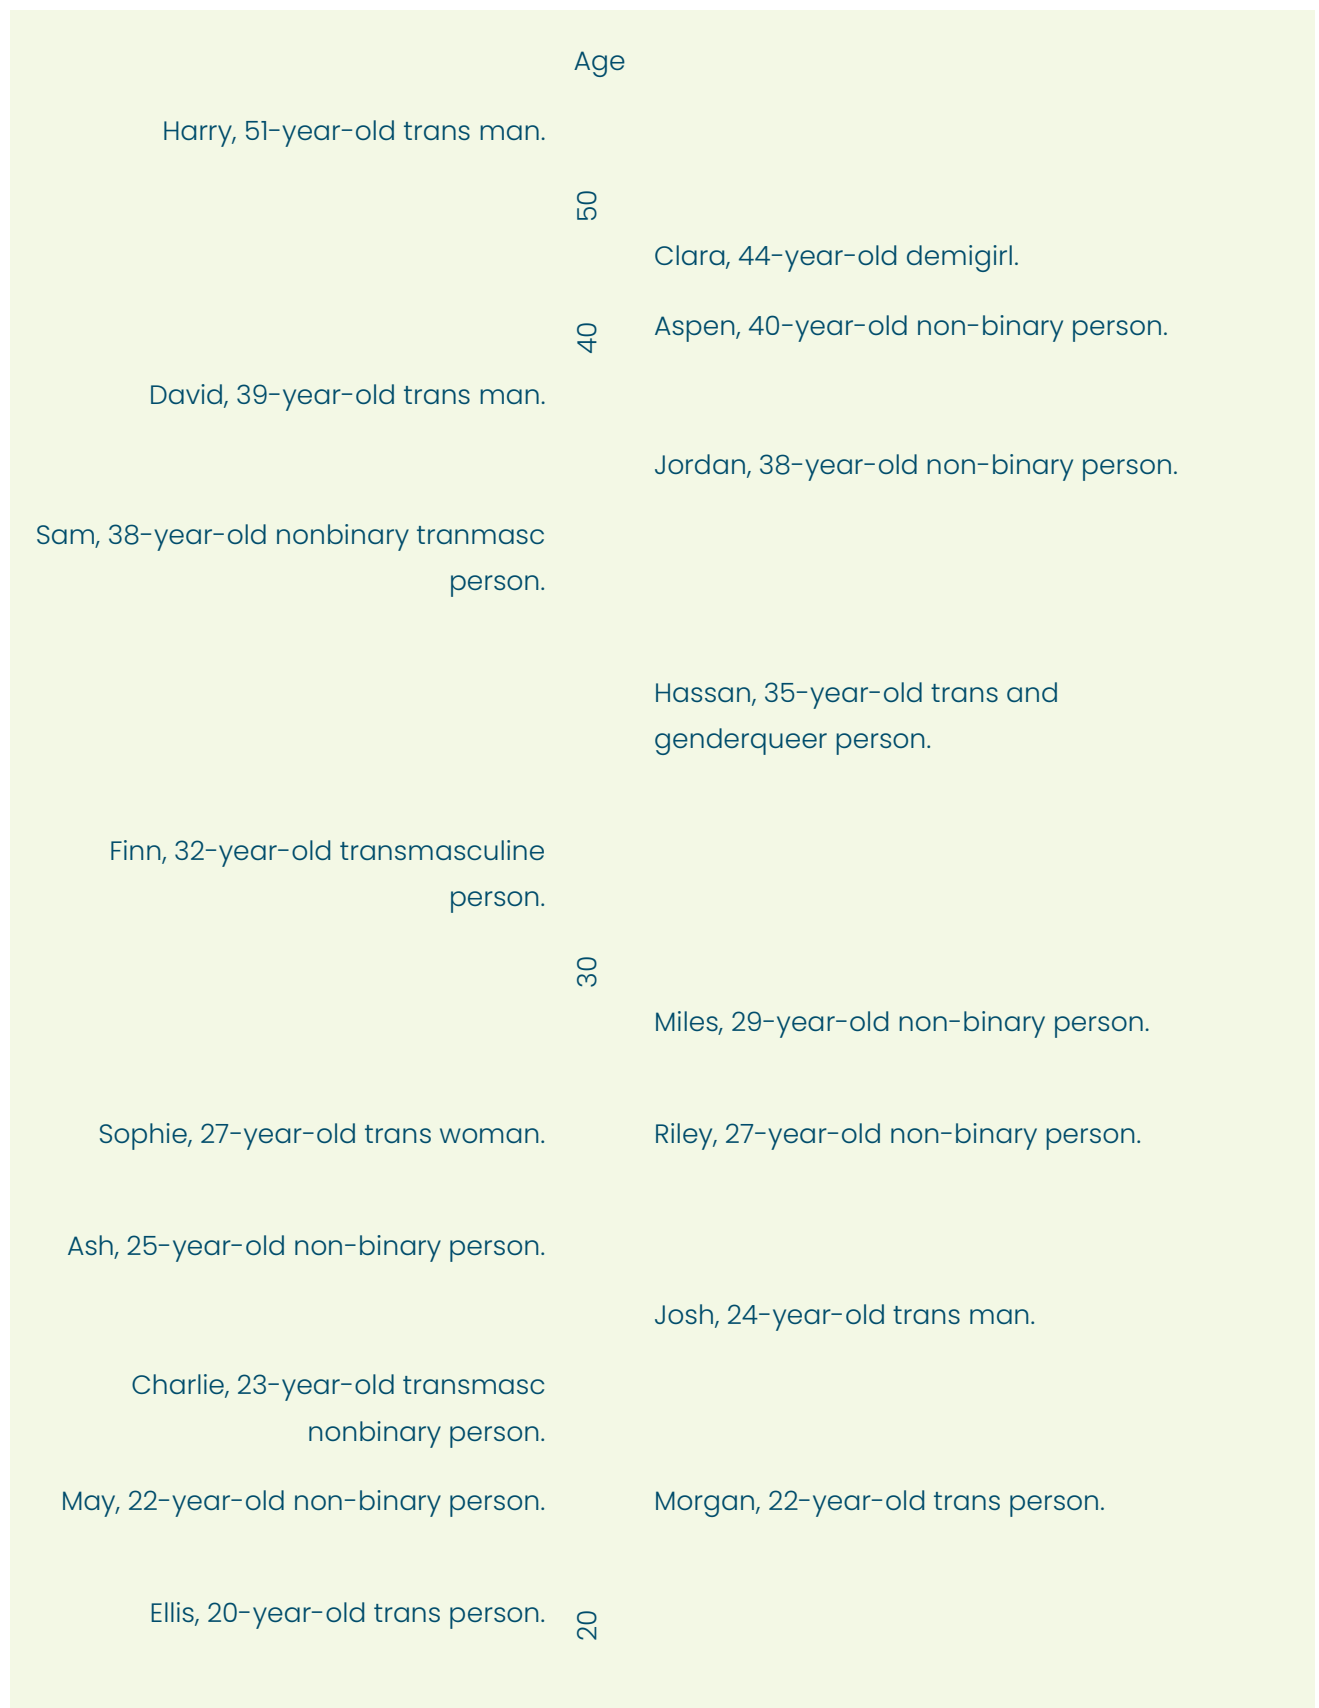 Age
Harry, 51-year-old trans man.
50
Clara, 44-year-old demigirl.
40
Aspen, 40-year-old non-binary person.
David, 39-year-old trans man.
Jordan, 38-year-old non-binary person.
Sam, 38-year-old nonbinary tranmasc
person.
Hassan, 35-year-old trans and
genderqueer person.
Finn, 32-year-old transmasculine
person.
30
Miles, 29-year-old non-binary person.
Sophie, 27-year-old trans woman.
Riley, 27-year-old non-binary person.
Ash, 25-year-old non-binary person.
Josh, 24-year-old trans man.
Charlie, 23-year-old transmasc
nonbinary person.
May, 22-year-old non-binary person.
Morgan, 22-year-old trans person.
Ellis, 20-year-old trans person.
20